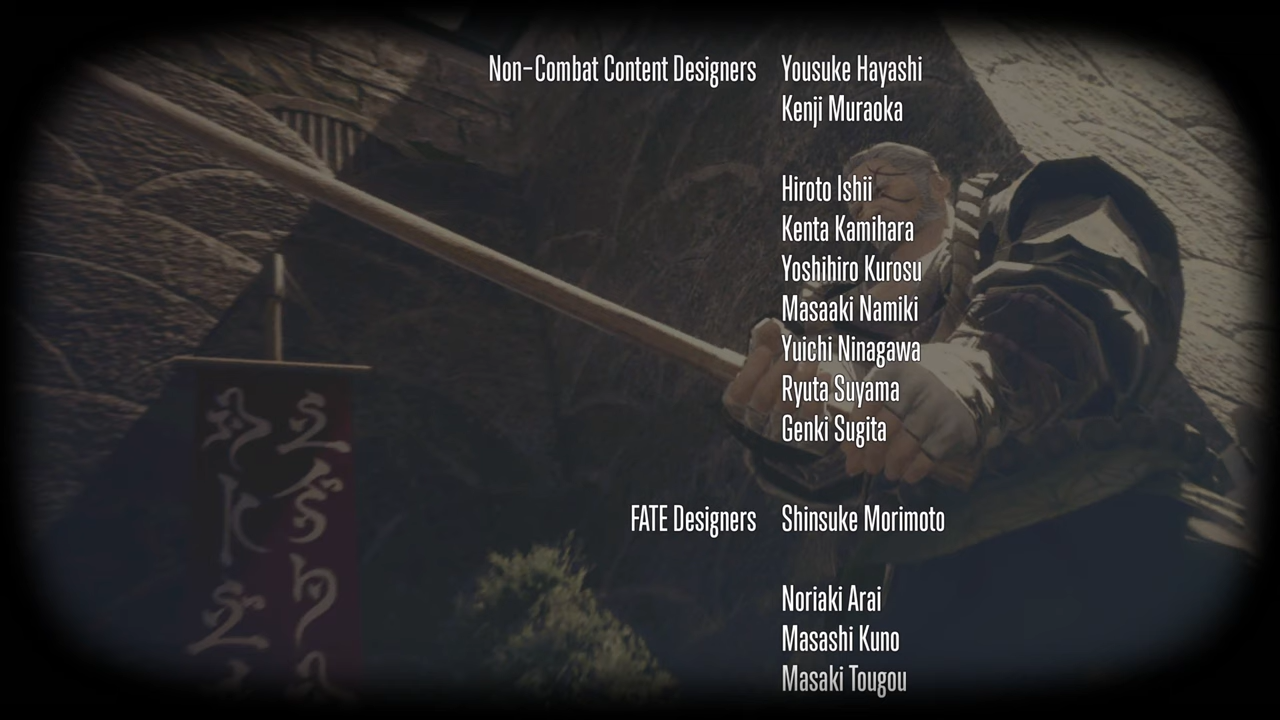 Non-Combat Content Designers Yousuke Hayashi
Kenji Muraoka
Hiroto Ishii
Kenta Kamihara
Yoshihiro Kurosu
Masaaki Namiki
Yuichi Ninagawa
Ryuta Suyama
Genki Sugita
FATE Designers Shinsuke Morimoto
Noriaki Arai
Masashi Kuno
Masaki Tougou